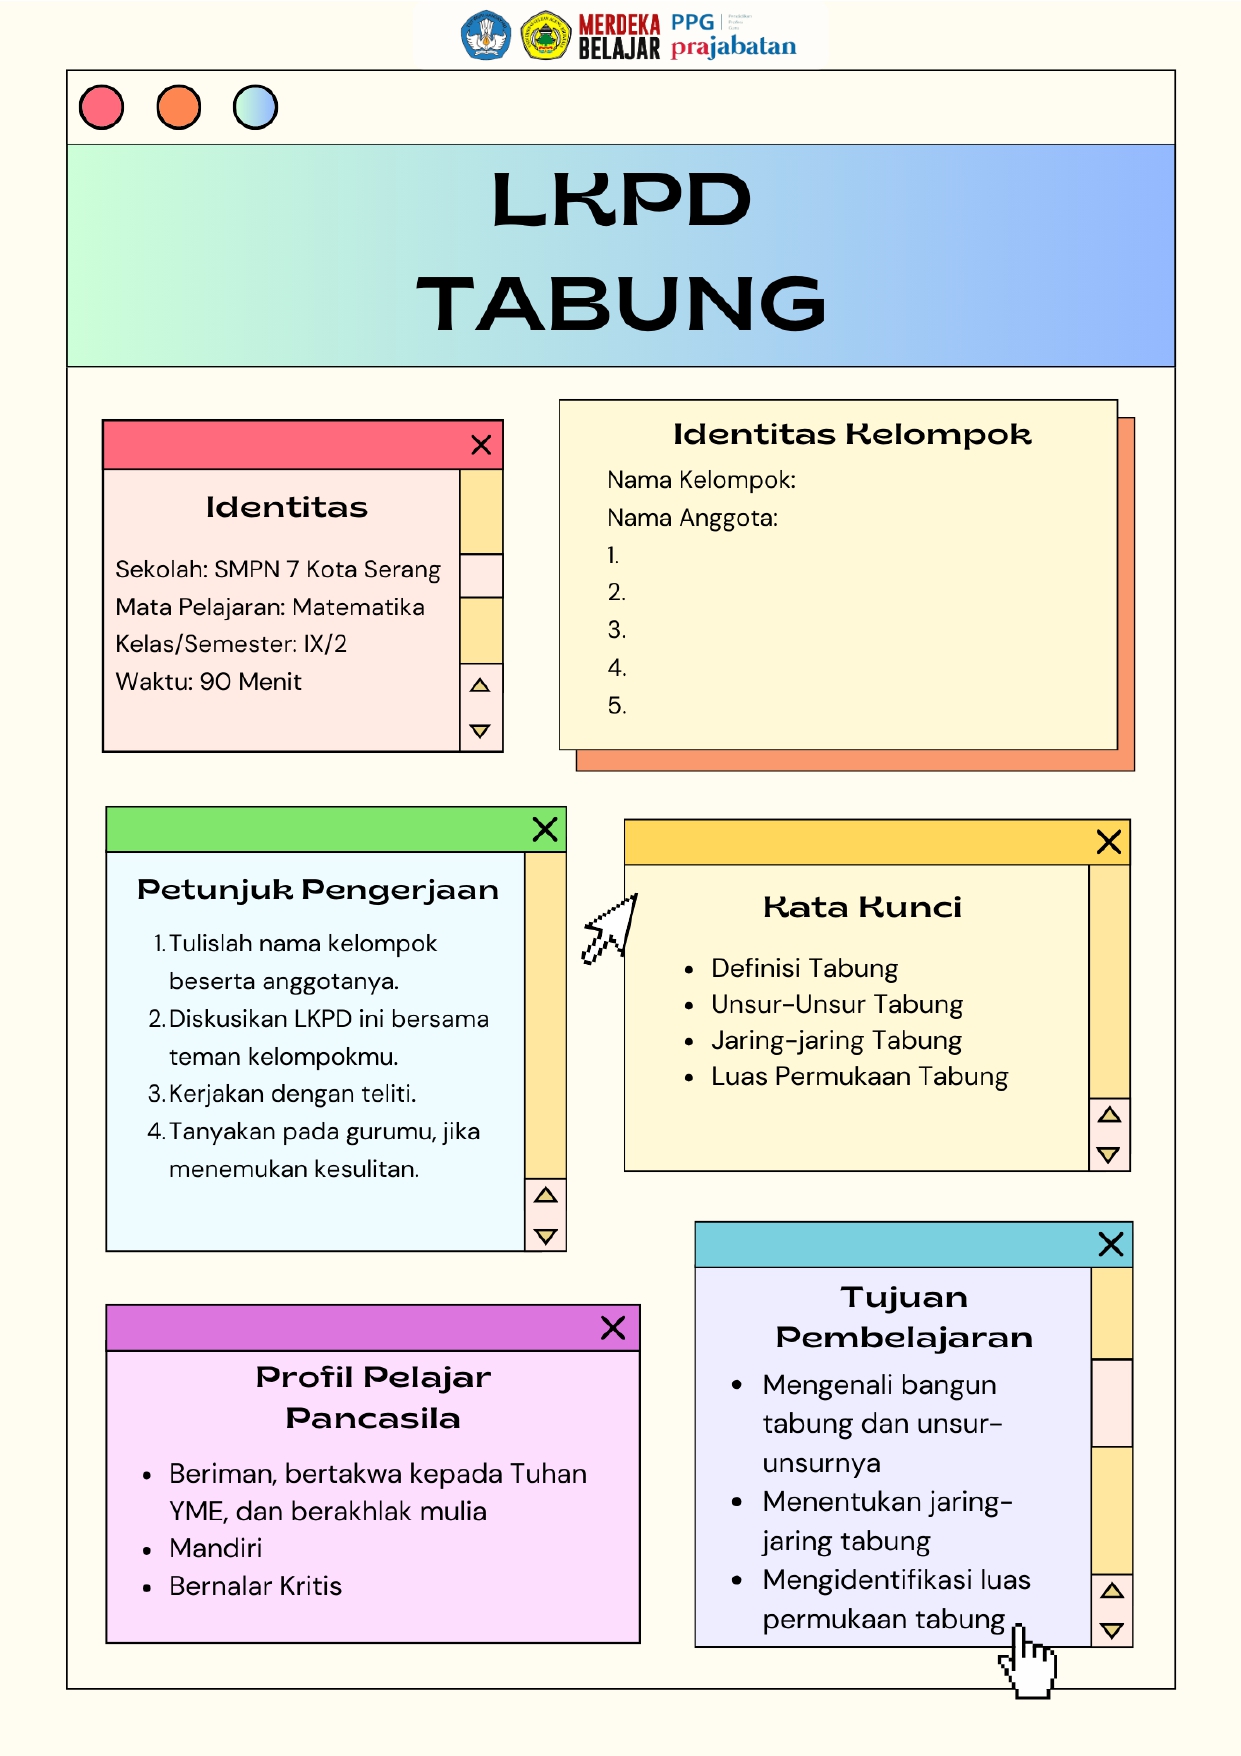 MERDEKA
BELAJAR
PPG
prajabatan
LKPD
TABUNG
Identitas
Sekolah: SMPN 7 Kota Serang
Mata Pelajaran: Matematika
Kelas/Semester: IX/2
Waktu: 90 Menit
Identitas Kelompok
Nama Kelompok:
Nama Anggota:
1.
2.
3.
4.
5.
Petunjuk Pengerjaan
1. Tulislah nama kelompok
beserta anggotanya.
2. Diskusikan LKPD ini bersama
teman kelompokmu.
3. Kerjakan dengan teliti.
4. Tanyakan pada gurumu, jika
menemukan kesulitan.
Kata Kunci
• Definisi Tabung
• Unsur-Unsur Tabung
• Jaring-jaring Tabung
• Luas Permukaan Tabung
Profil Pelajar
Pancasila
• Beriman, bertakwa kepada Tuhan
YME, dan berakhlak mulia
• Mandiri
• Bernalar Kritis
Tujuan
Pembelajaran
• Mengenali bangun
tabung dan unsur-
unsurnya
• Menentukan jaring-
jaring tabung
• Mengidentifikasi luas
permukaan tabung